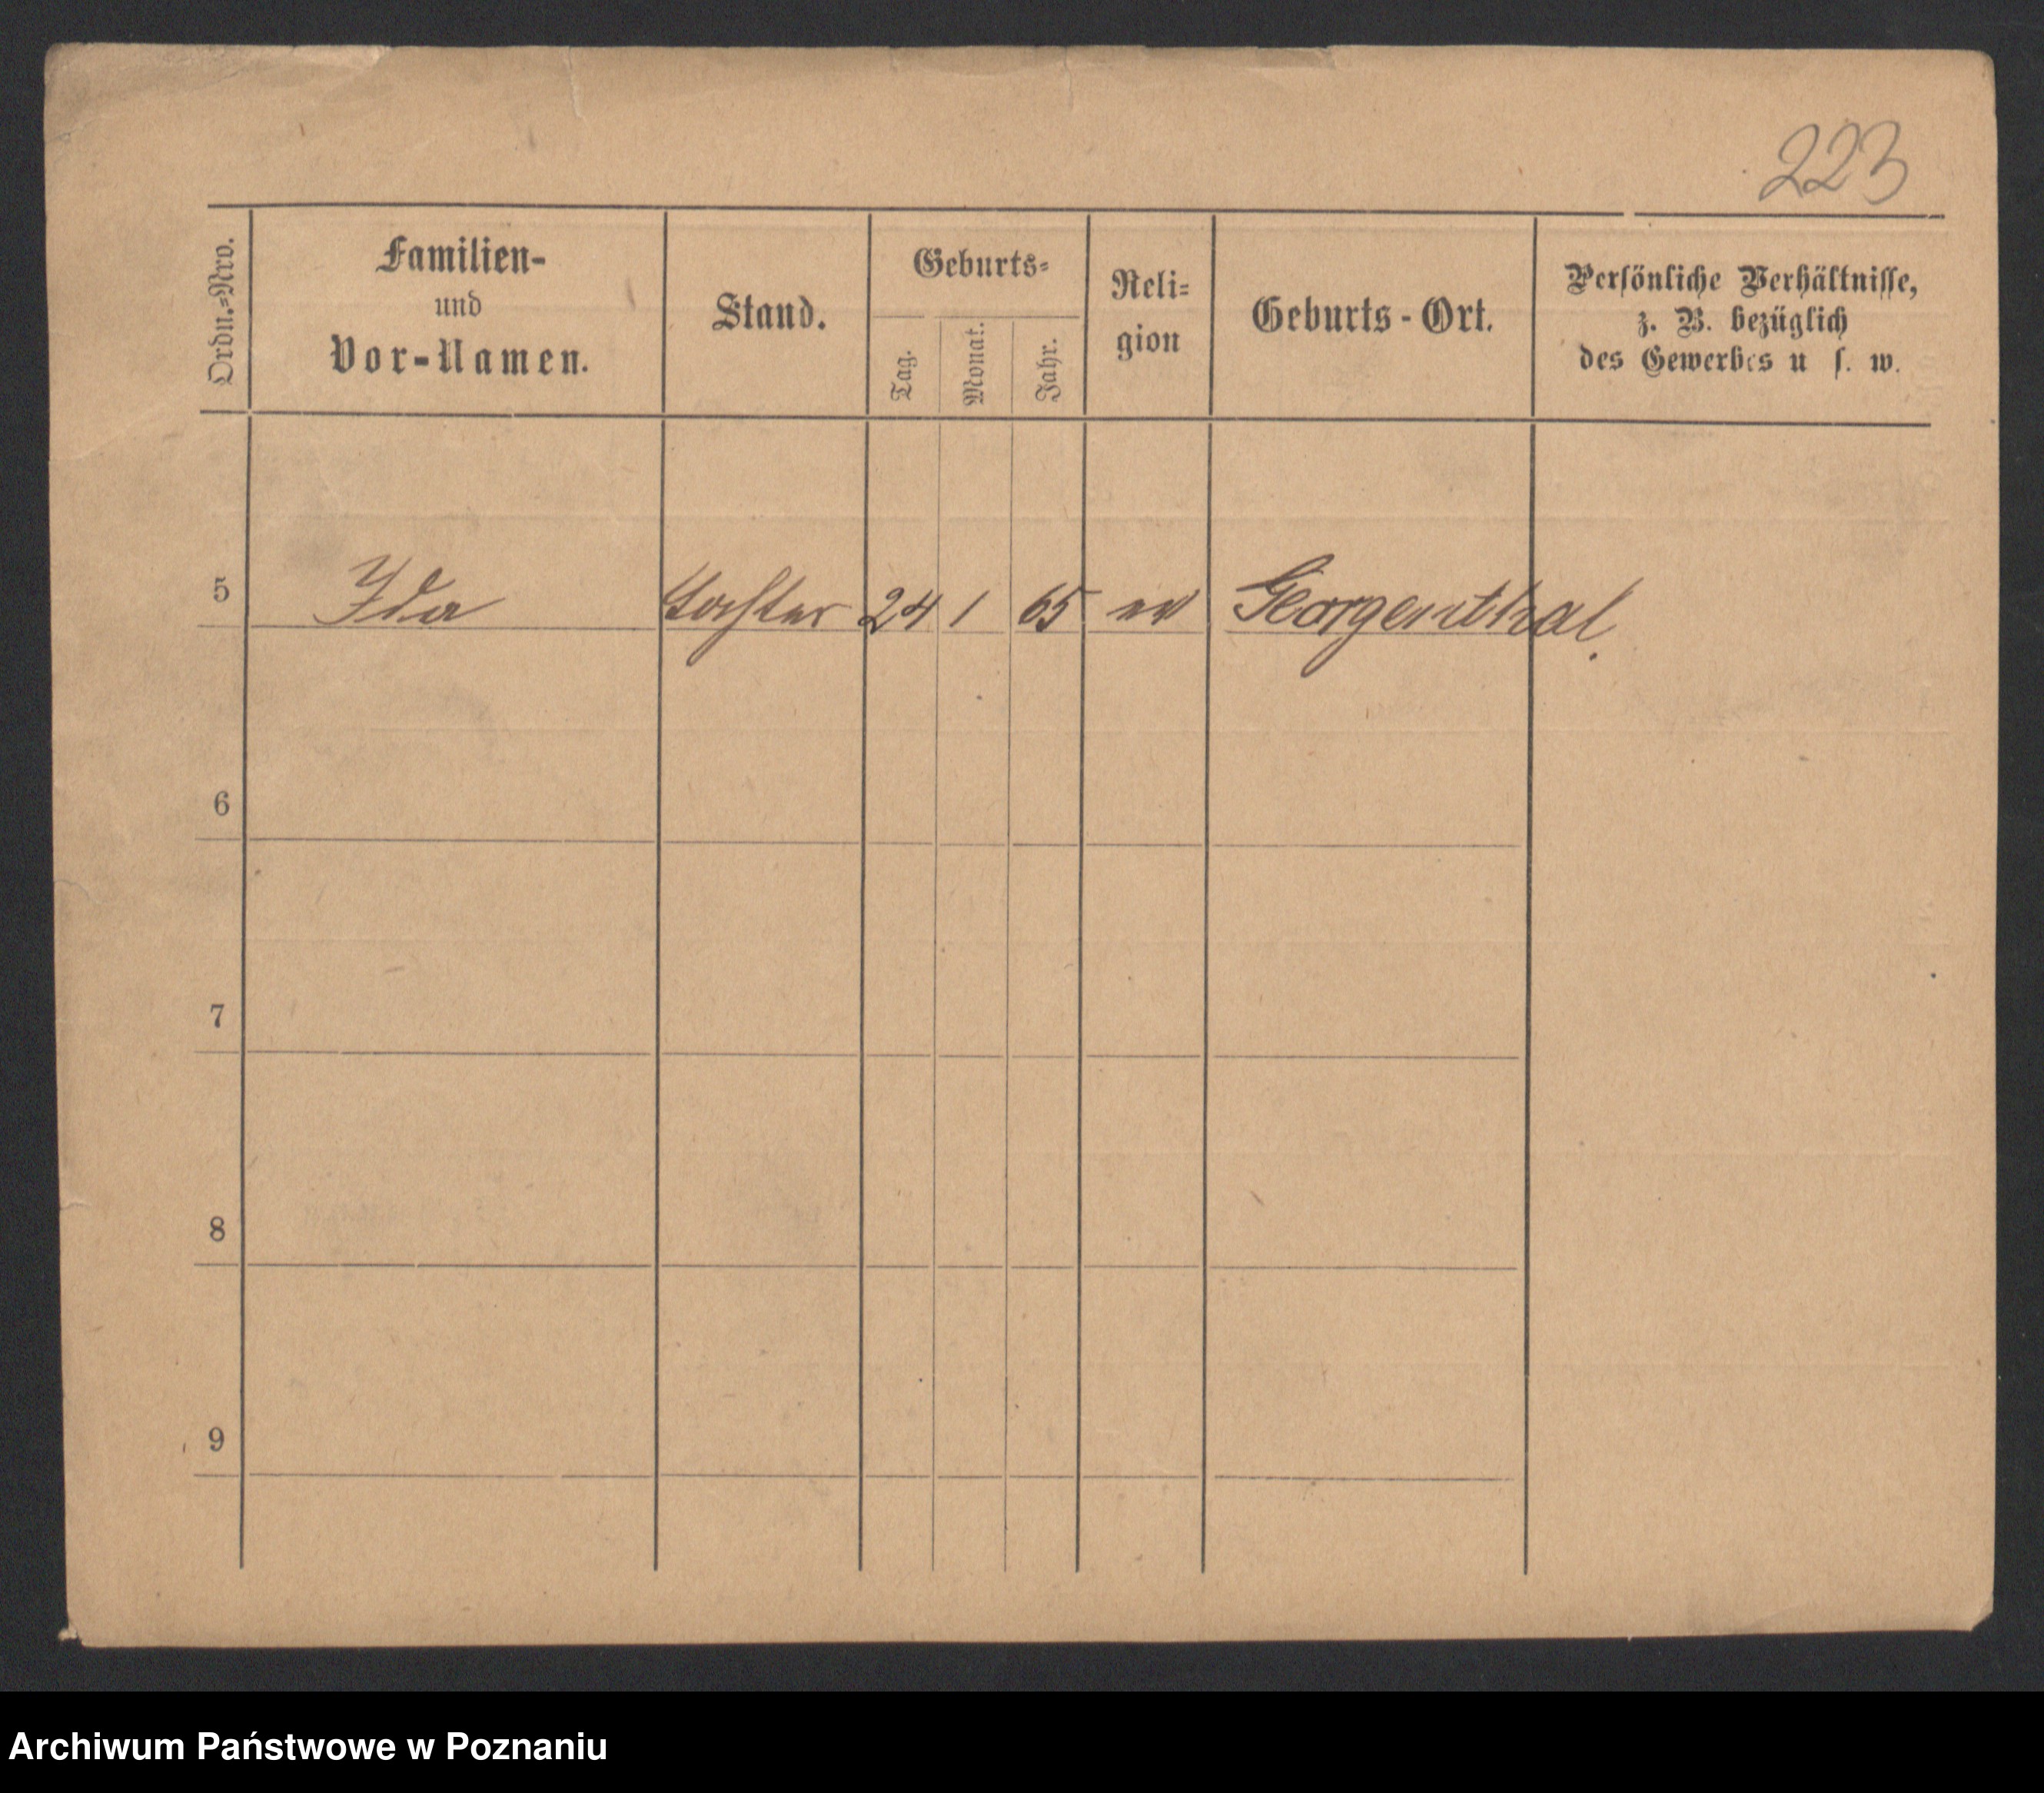 223
Ordn.=Nro.
Familien-
und
Vor-Namen.
Stand.
Geburts=
Tag.
Monat.
Jahr.
Reli=
gion
Geburts-Ort.
Persönliche Verhältnisse,
z. B. bezüglich
des Gewerbes u s. w.
5 Ida Tochter 24 1 65 ev Georgenthal.
6
7
8
9
Archiwum Państwowe w Poznaniu